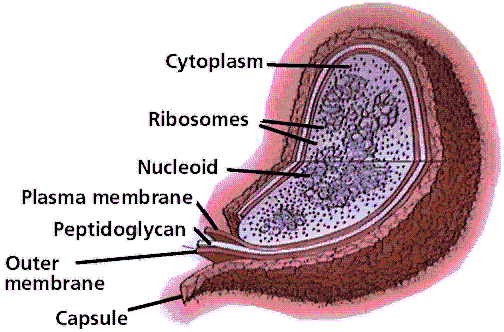 Cytoplasm
Ribosomes
Nucleoid
Plasma membrane
Peptidoglycan
Outer
membrane
Capsule